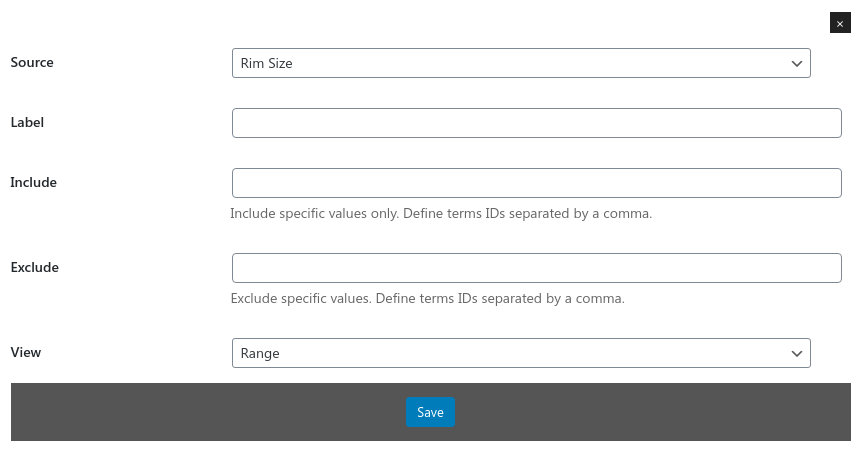 ×
Source
Rim Size
Label
Include
Include specific values only. Define terms IDs separated by a comma.
Exclude
Exclude specific values. Define terms IDs separated by a comma.
View
Range
Save